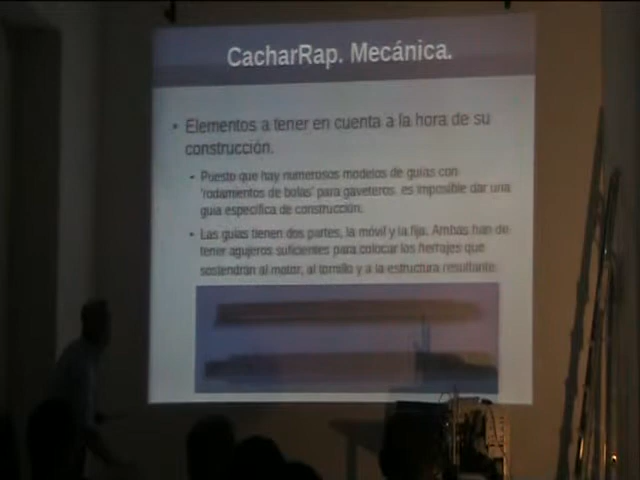 CacharRap. Mecánica.
• Elementos a tener en cuenta a la hora de su
construcción.
• Puesto que hay numerosos modelos de guías con
'rodamientos de bolas' para gaveteros, es imposible dar una
guía específica de construcción.
• Las guías tienen dos partes, la móvil y la fija. Ambas han de
tener agujeros suficientes para colocar los herrajes que
sostendrán al motor, al tornillo y a la estructura resultante.